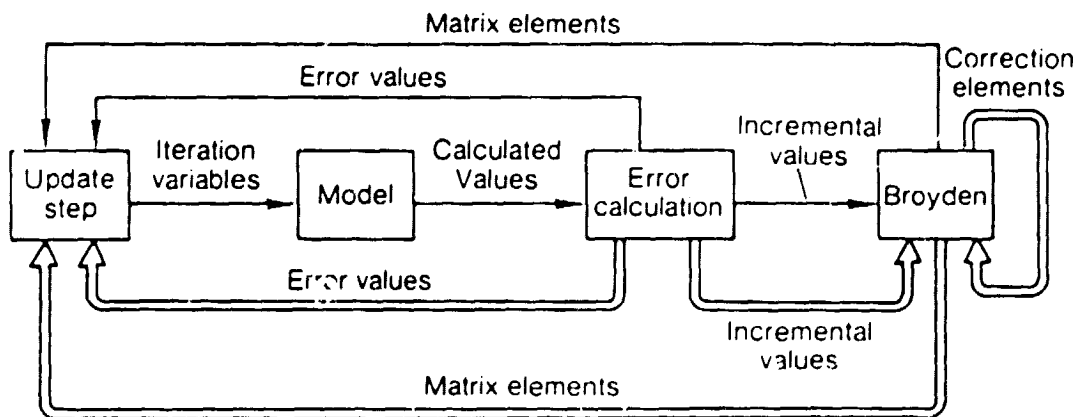 Matrix elements
Correction
elements
Error values
Incremental
values
Iteration
variables
Calculated
Values
Update
step
Model
Error
calculation
Broyden
Error values
Incremental
values
Matrix elements